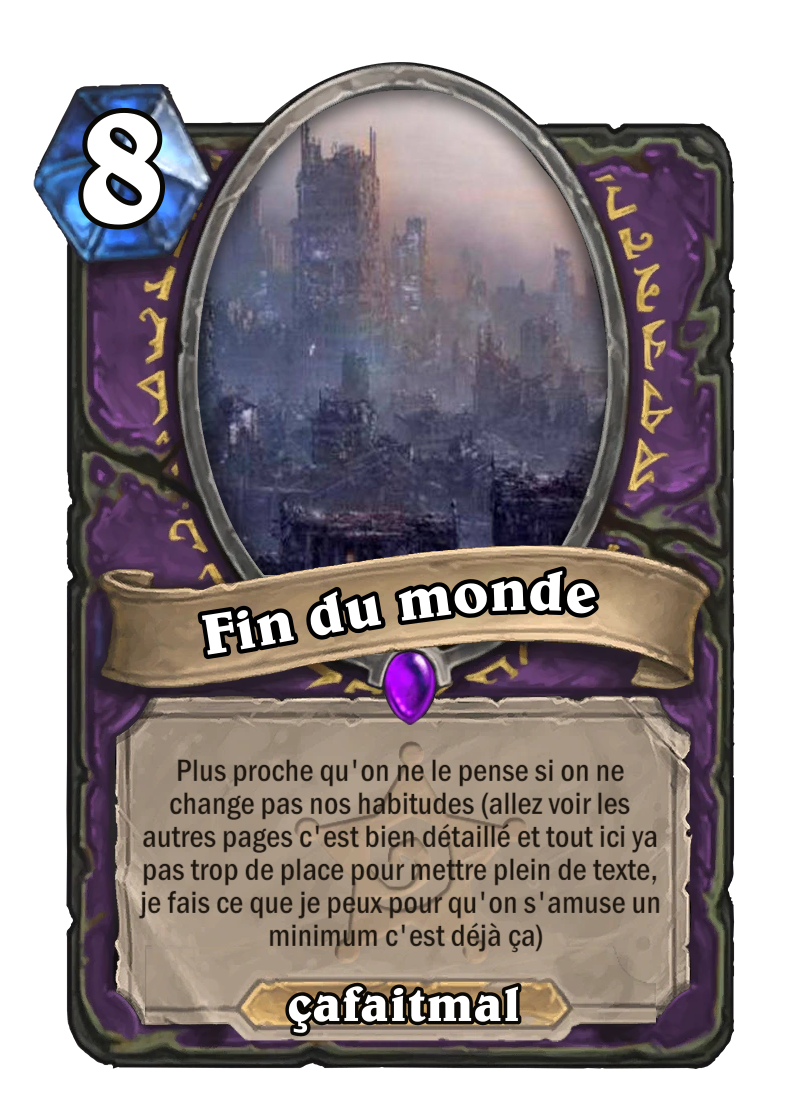 8
Fin du monde
Plus proche qu'on ne le pense si on ne
change pas nos habitudes (allez voir les
autres pages c'est bien détaillé et tout ici ya
pas trop de place pour mettre plein de texte,
je fais ce que je peux pour qu'on s'amuse un
minimum c'est déjà ça)
çafaitmal